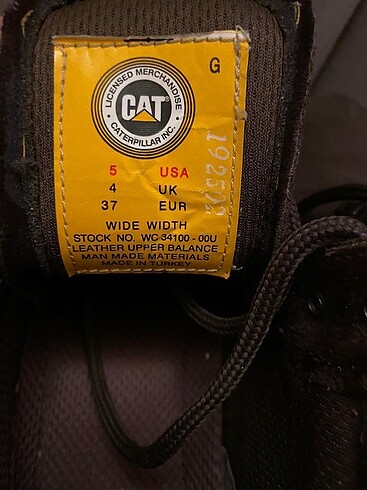 G
LICENSED MERCHANDISE
CAT
CATERPILLAR INC.
5 USA
4 UK
37 EUR
WIDE WIDTH
STOCK NO. WC 34100-00U
LEATHER UPPER BALANCE
MAN MADE MATERIALS
MADE IN TURKEY